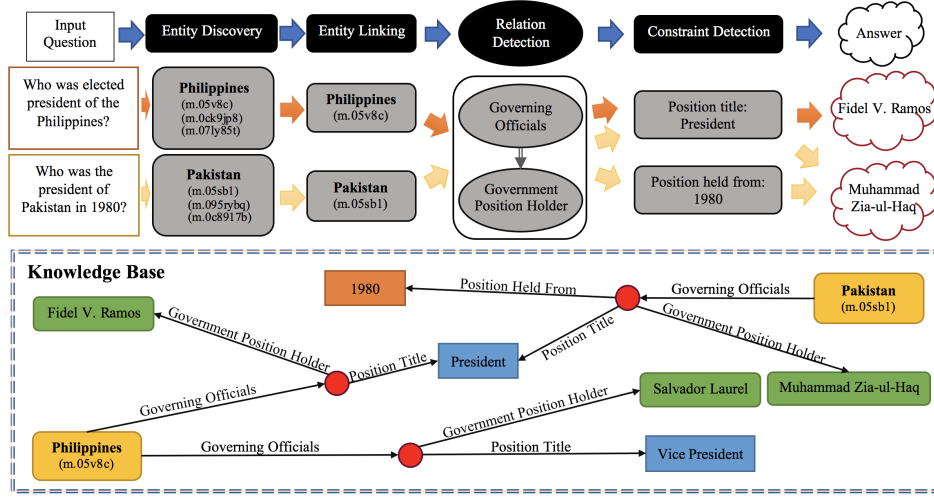 Input
Question
Entity Discovery
Entity Linking
Relation
Detection
Constraint Detection
Answer
Who was elected
president of the
Philippines?
Philippines
(m.05v8c)
(m.0ck9jp8)
(m.07ly85t)
Philippines
(m.05v8c)
Governing
Officials
Position title:
President
Fidel V. Ramos
Who was the
president of
Pakistan in 1980?
Pakistan
(m.05sb1)
(m.095rybq)
(m.0c8917b)
Pakistan
(m.05sb1)
Government
Position Holder
Position held from:
1980
Muhammad
Zia-ul-Haq
Knowledge Base
1980
Position Held From
Governing Officials
Pakistan
(m.05sb1)
Fidel V. Ramos
Government Position Holder
Position Title
President
Position Title
Government Position Holder
Governing Officials
Salvador Laurel
Muhammad Zia-ul-Haq
Philippines
(m.05v8c)
Governing Officials
Government Position Holder
Position Title
Vice President